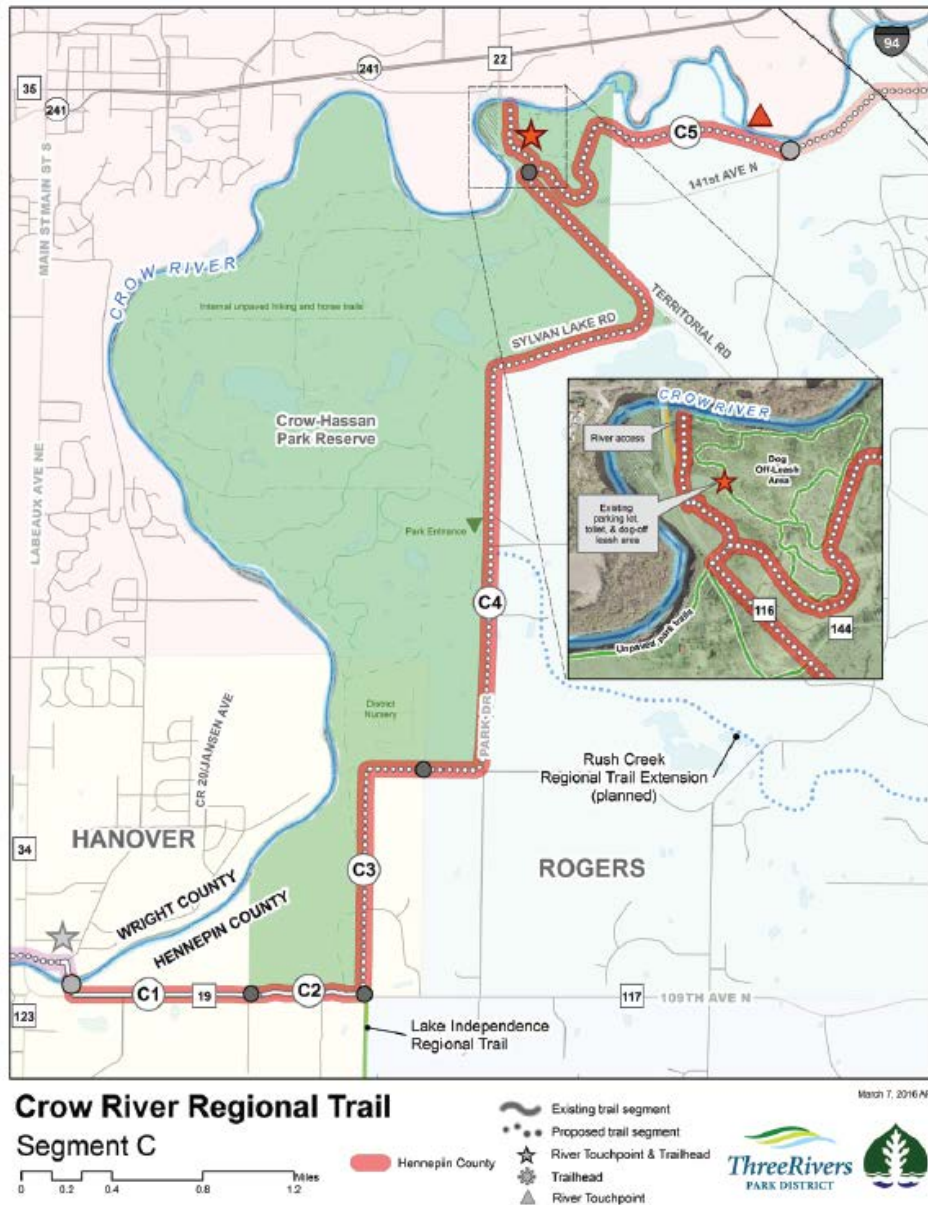 241
22
94
35
241
C5
141st AVE N
MAIN ST
MAIN ST S
CROW RIVER
Internal unpaved hiking and horse trails
SYLVAN LAKE RD
TERRITORIAL RD
Crow-Hassan
Park Reserve
CROW RIVER
River access
Dog
Off-Leash
Area
Existing
parking lot,
toilet, & dog-off
leash area
116
144
Unpaved park trails
LABEAUX AVE NE
Park Entrance
C4
District
Nursery
PARK DR
CR 20/JANSEN AVE
Rush Creek
Regional Trail Extension
(planned)
HANOVER
34
C3
ROGERS
WRIGHT COUNTY
HENNEPIN COUNTY
C1
19
C2
117
109TH AVE N
123
Lake Independence
Regional Trail
Crow River Regional Trail
Segment C
March 7, 2016
Hennepin County
Existing trail segment
Proposed trail segment
River Touchpoint & Trailhead
Trailhead
River Touchpoint
0 0.2 0.4 0.8 1.2
Miles
ThreeRivers
PARK DISTRICT